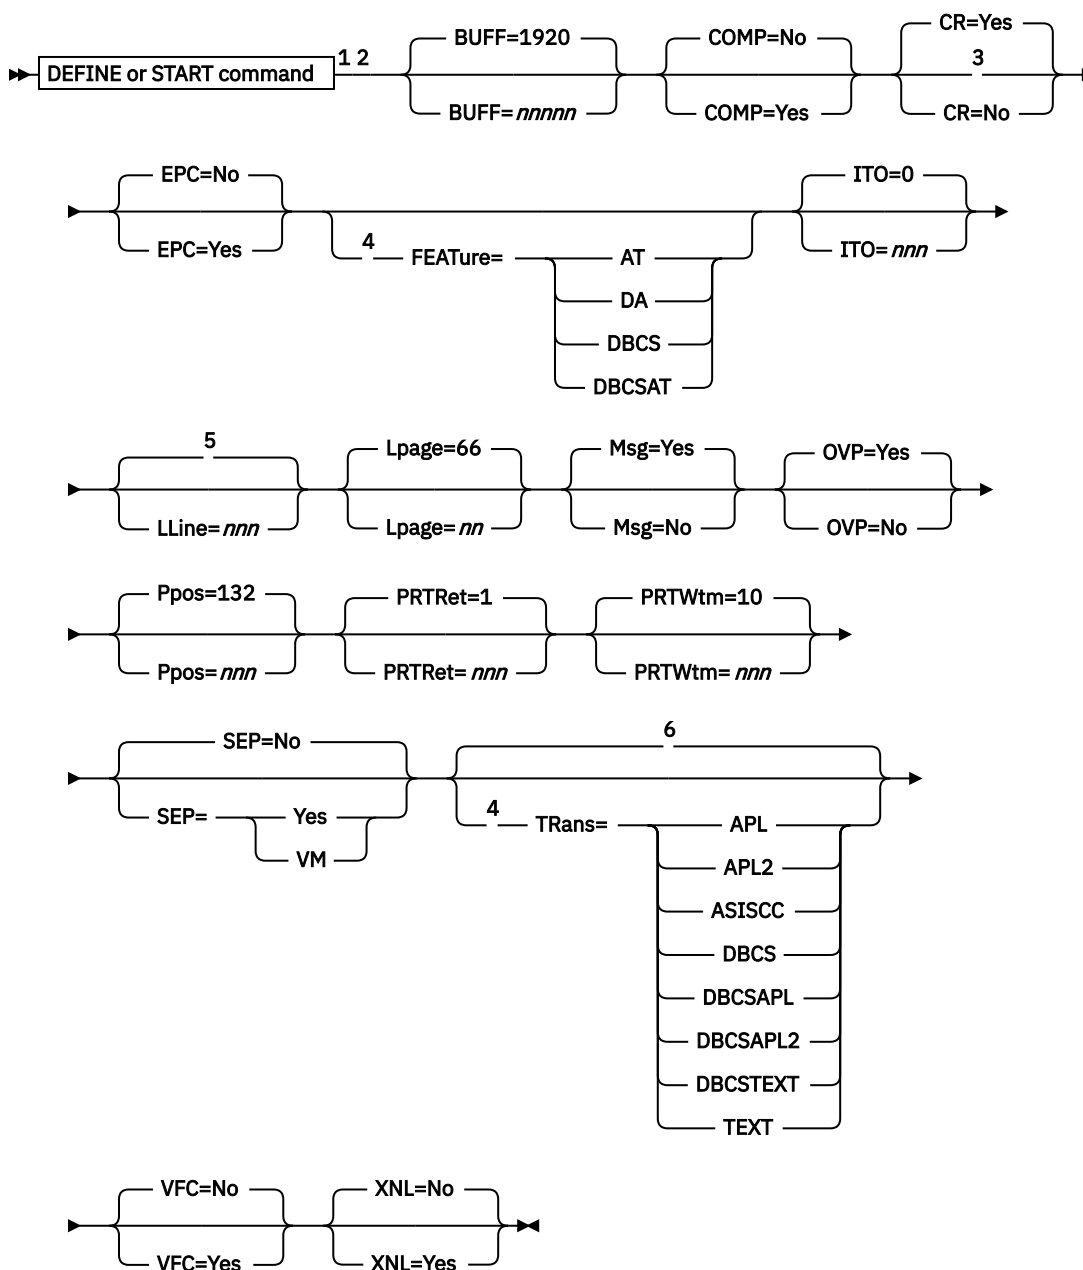 CR=Yes
BUFF=1920 COMP=No
DEFINE or START command 1 2 3
BUFF=nnnnn COMP=Yes CR=No
EPC=No ITO=0
EPC=Yes 4 FEATure= AT ITO=nnn
DA
DBCS
DBCSAT
5 Lpage=66 Msg=Yes OVP=Yes
LLine=nnn Lpage=nn Msg=No OVP=No
Ppos=132 PRTRet=1 PRTWtm=10
Ppos=nnn PRTRet=nnn PRTWtm=nnn
SEP=No 6
SEP= Yes 4 TRans= APL
VM
APL2
ASISCC
DBCS
DBCSAPL
DBCSAPL2
DBCSTEXT
TEXT
VFC=No XNL=No
VFC=Yes XNL=Yes